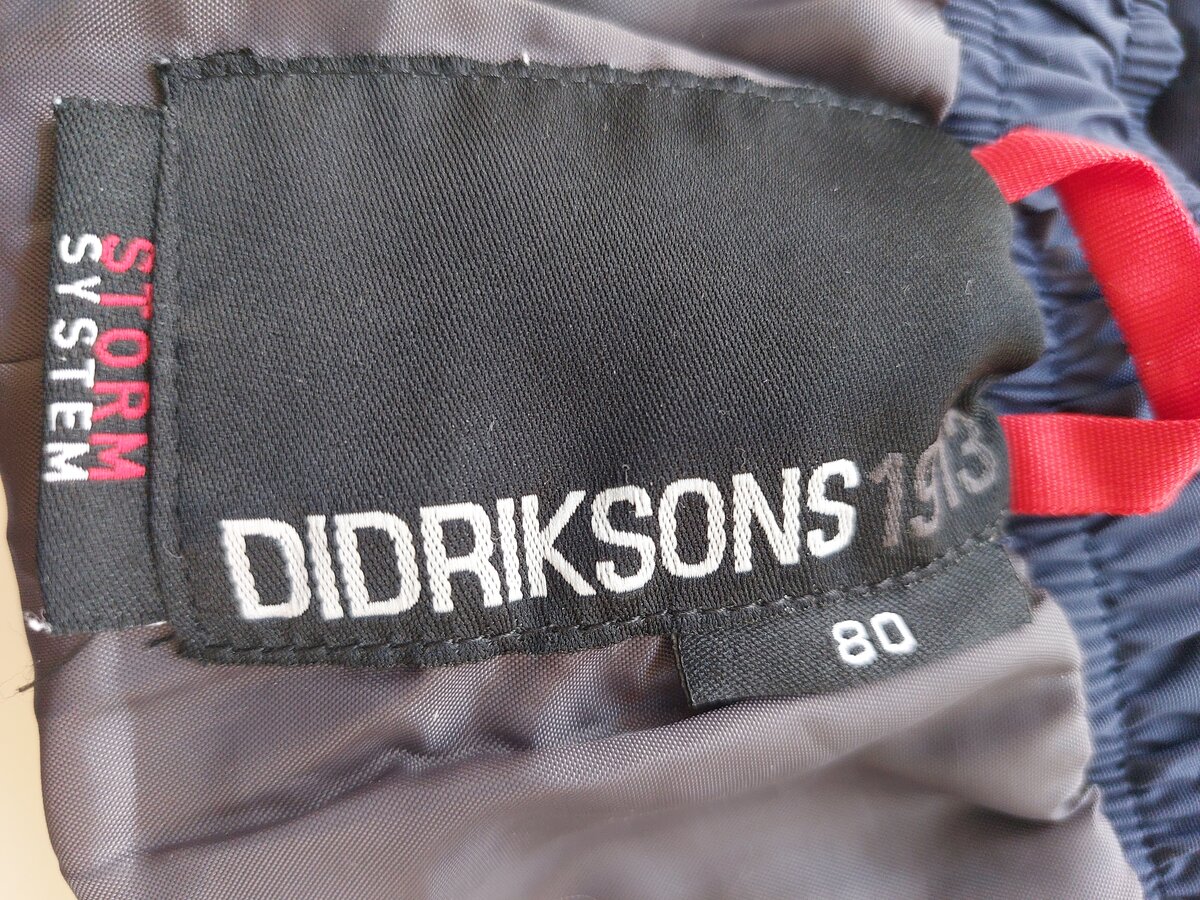 STORM
SYSTEM
DIDRIKSONS 1913
80